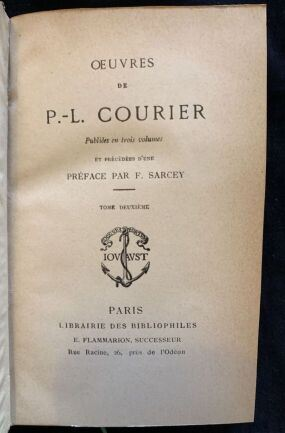 ŒUVRES
DE
P.-L. COURIER
Publiées en trois volumes
ET PRÉCÉDÉES D'UNE
PRÉFACE PAR F. SARCEY
TOME DEUXIÈME
IOVAVST
PARIS
LIBRAIRIE DES BIBLIOPHILES
E. FLAMMARION, SUCCESSEUR
Rue Racine, 26, près de l'Odéon